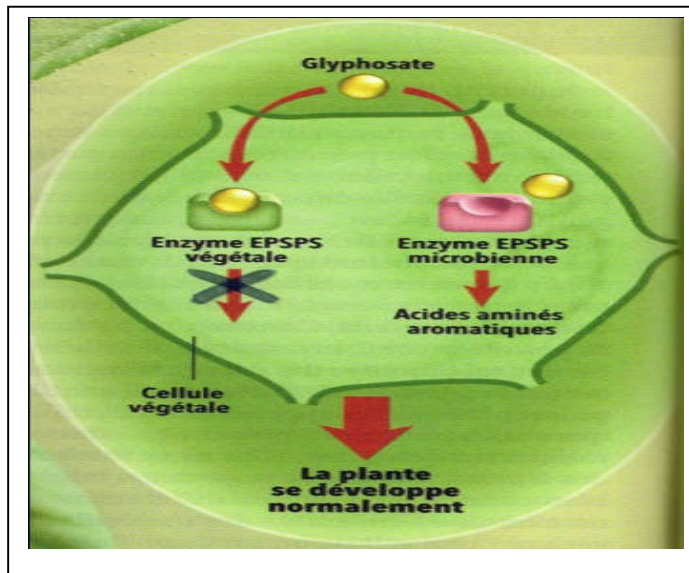 Glyphosate
Enzyme EPSPS
végétale
Enzyme EPSPS
microbienne
Acides aminés
aromatiques
Cellule
végétale
La plante
se développe
normalement